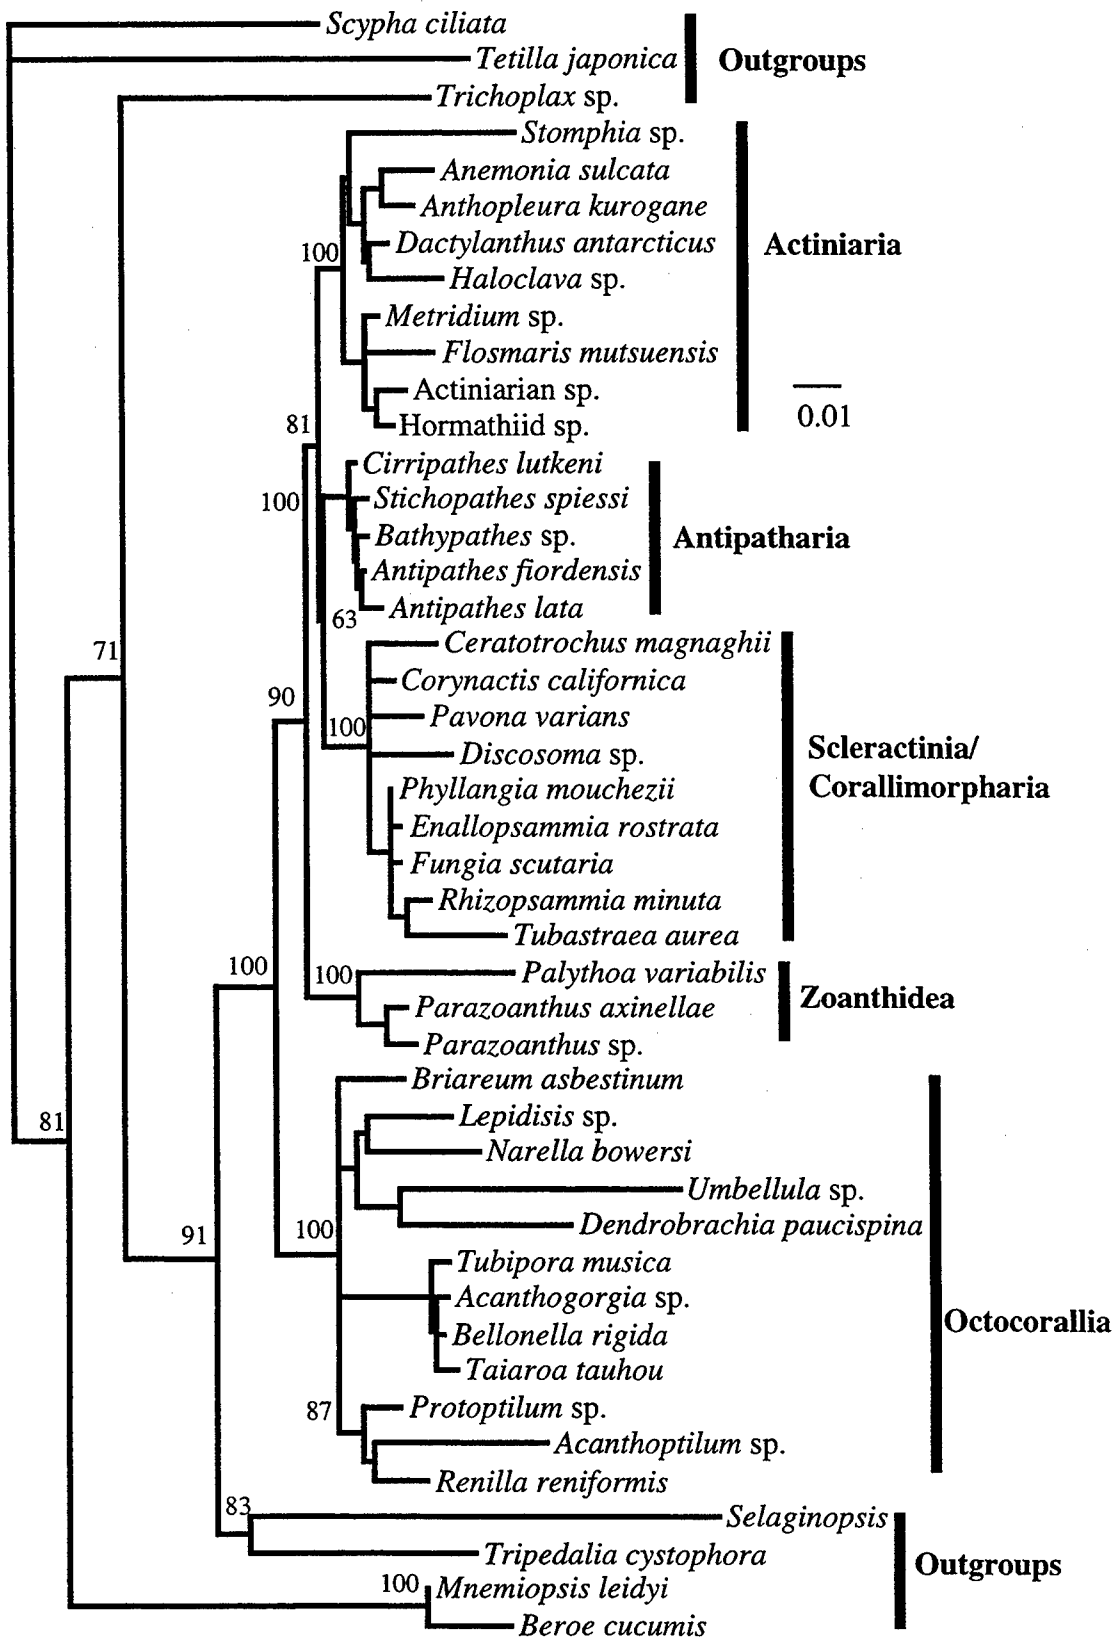 Scypha ciliata
Tetilla japonica
Outgroups
Trichoplax sp.
Stomphia sp.
Anemonia sulcata
Anthopleura kurogane
Dactylanthus antarcticus
Actiniaria
100
Haloclava sp.
Metridium sp.
Flosmaris mutsuensis
Actiniarian sp.
0.01
Hormathiid sp.
81
Cirripathes lutkeni
100
Stichopathes spiessi
Bathypathes sp.
Antipatharia
Antipathes fiordensis
Antipathes lata
63
Ceratotrochus magnaghii
71
Corynactis californica
90
Pavona varians
100
Discosoma sp.
Scleractinia/
Corallimorpharia
Phyllangia mouchezii
Enallopsammia rostrata
Fungia scutaria
Rhizopsammia minuta
Tubastraea aurea
100
100
Palythoa variabilis
Zoanthidea
Parazoanthus axinellae
Parazoanthus sp.
Briareum asbestinum
81
Lepidisis sp.
Narella bowersi
Umbellula sp.
91
100
Dendrobrachia paucispina
Tubipora musica
Acanthogorgia sp.
Octocorallia
Bellonella rigida
Taiaroa tauhou
87
Protoptilum sp.
Acanthoptilum sp.
Renilla reniformis
83
Selaginopsis
Tripedalia cystophora
Outgroups
100
Mnemiopsis leidyi
Beroe cucumis